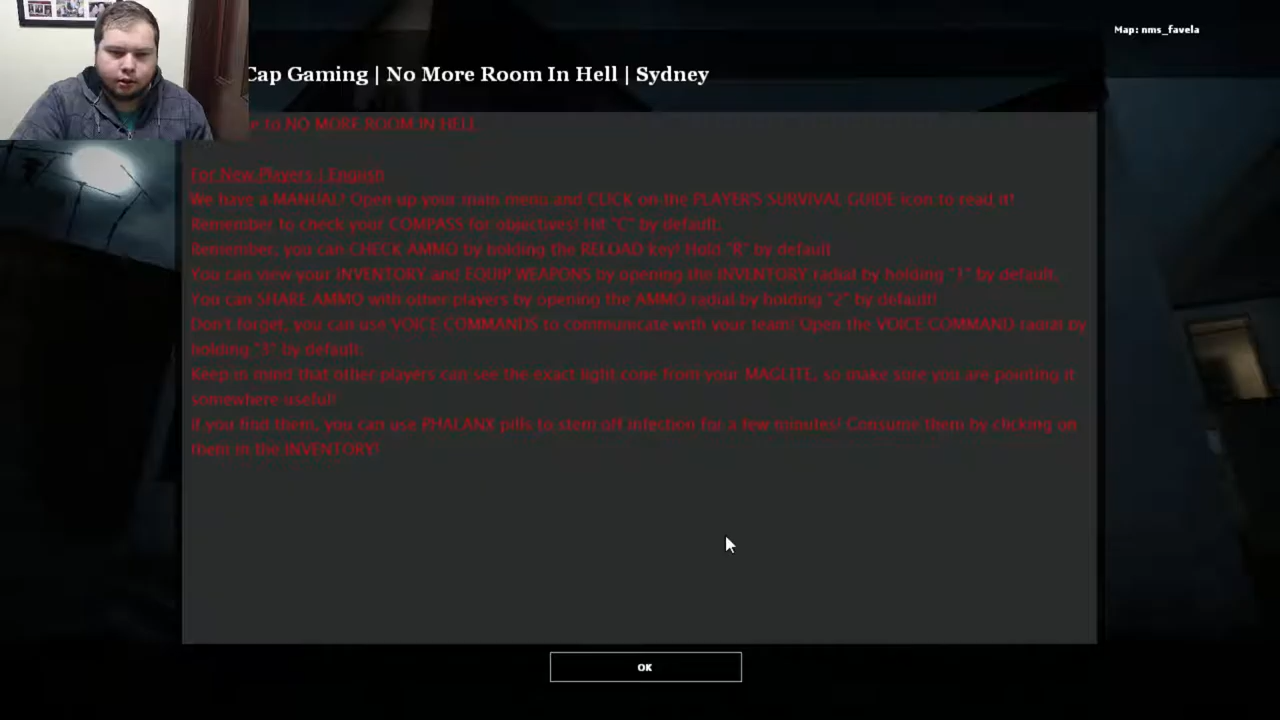 Map: nms_favela
Cap Gaming | No More Room In Hell | Sydney
to NO MORE ROOM IN HELL
For New Players | English
We have a MANUAL! Open up your main menu and CLICK on the PLAYER'S SURVIVAL GUIDE icon to read it!
Remember to check your COMPASS for objectives! Hit "C" by default.
Remember, you can CHECK AMMO by holding the RELOAD key! Hold "R" by default
You can view your INVENTORY and EQUIP WEAPONS by opening the INVENTORY radial by holding "1" by default.
You can SHARE AMMO with other players by opening the AMMO radial by holding "2" by default!
Don't forget, you can use VOICE COMMANDS to communicate with your team! Open the VOICE COMMAND radial by
holding "3" by default.
Keep in mind that other players can see the exact light cone from your MAGLITE, so make sure you are pointing it
somewhere useful!
If you find them, you can use PHALANX pills to stem off infection for a few minutes! Consume them by clicking on
them in the INVENTORY!
OK